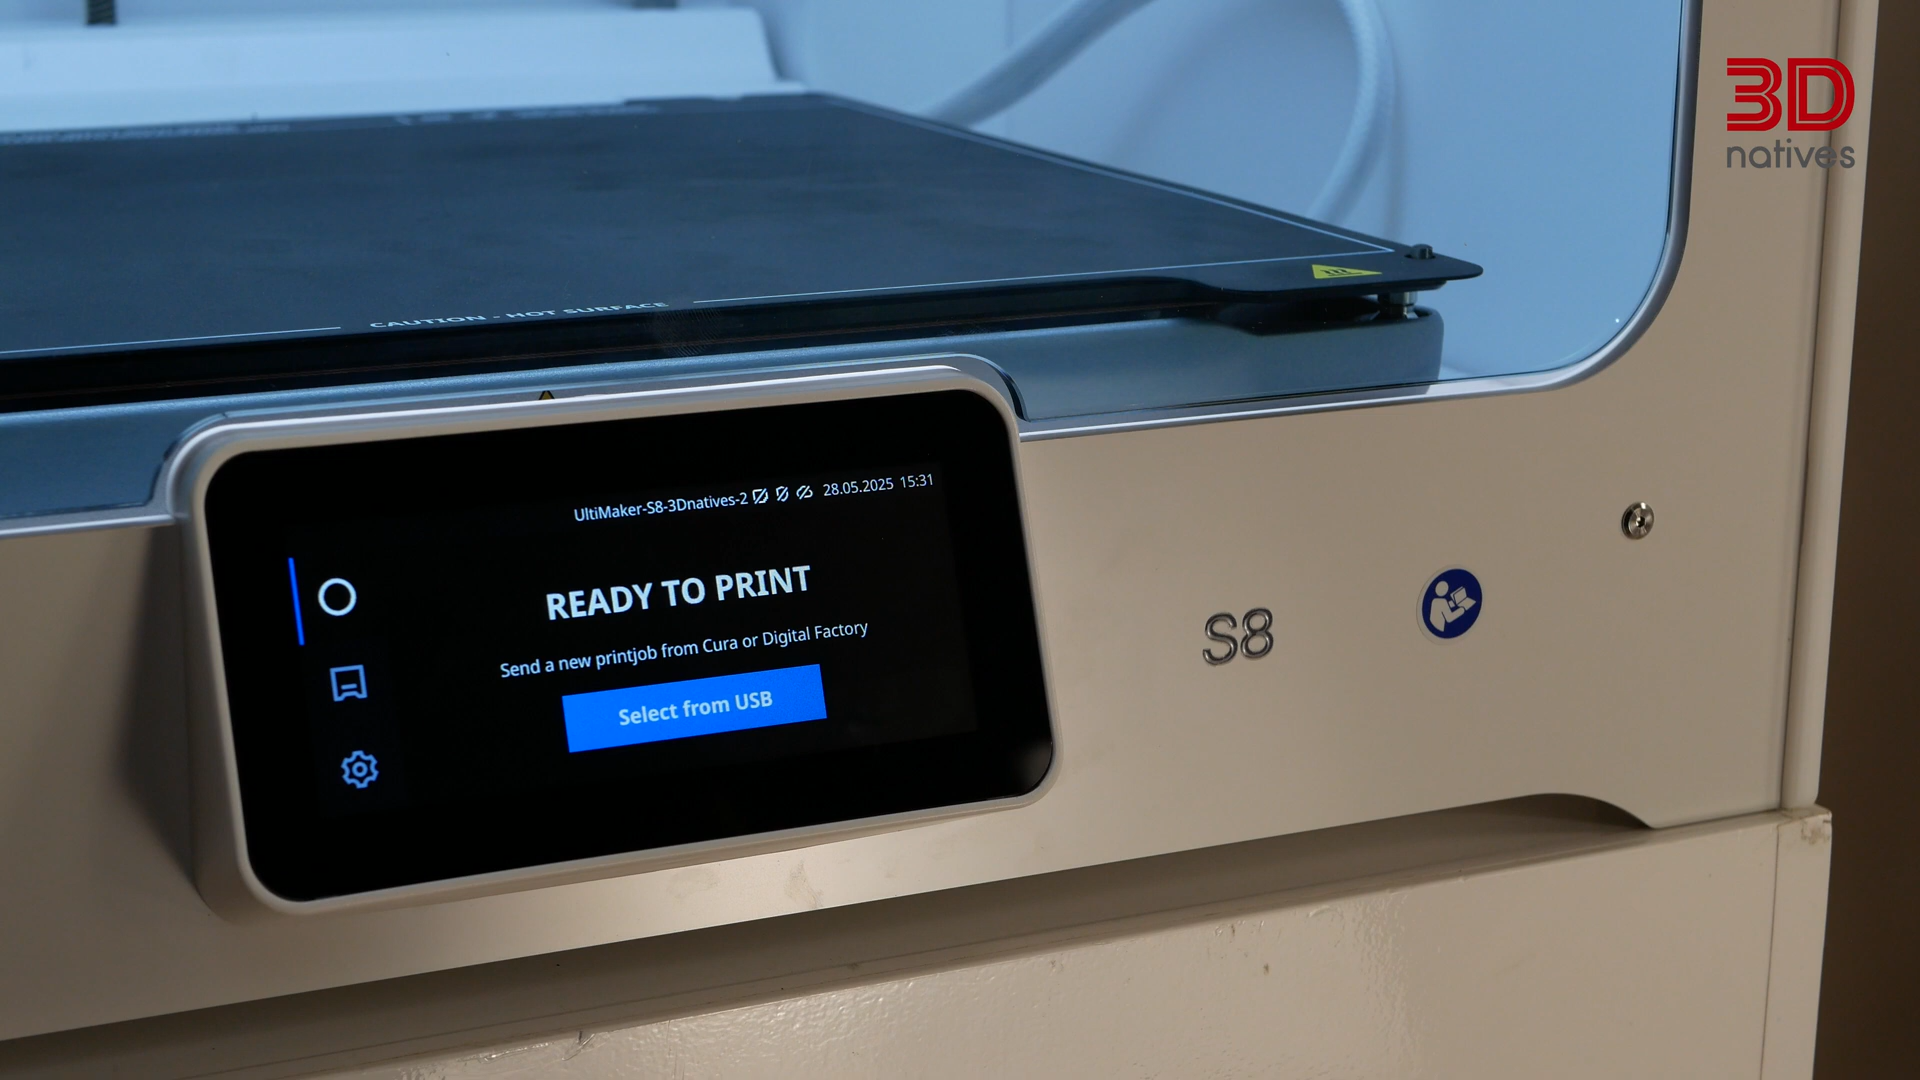 3D
natives
CAUTION - HOT SURFACE
UltiMaker-S8-3Dnatives-2 28.05.2025 15:31
READY TO PRINT
Send a new printjob from Cura or Digital Factory
Select from USB
S8